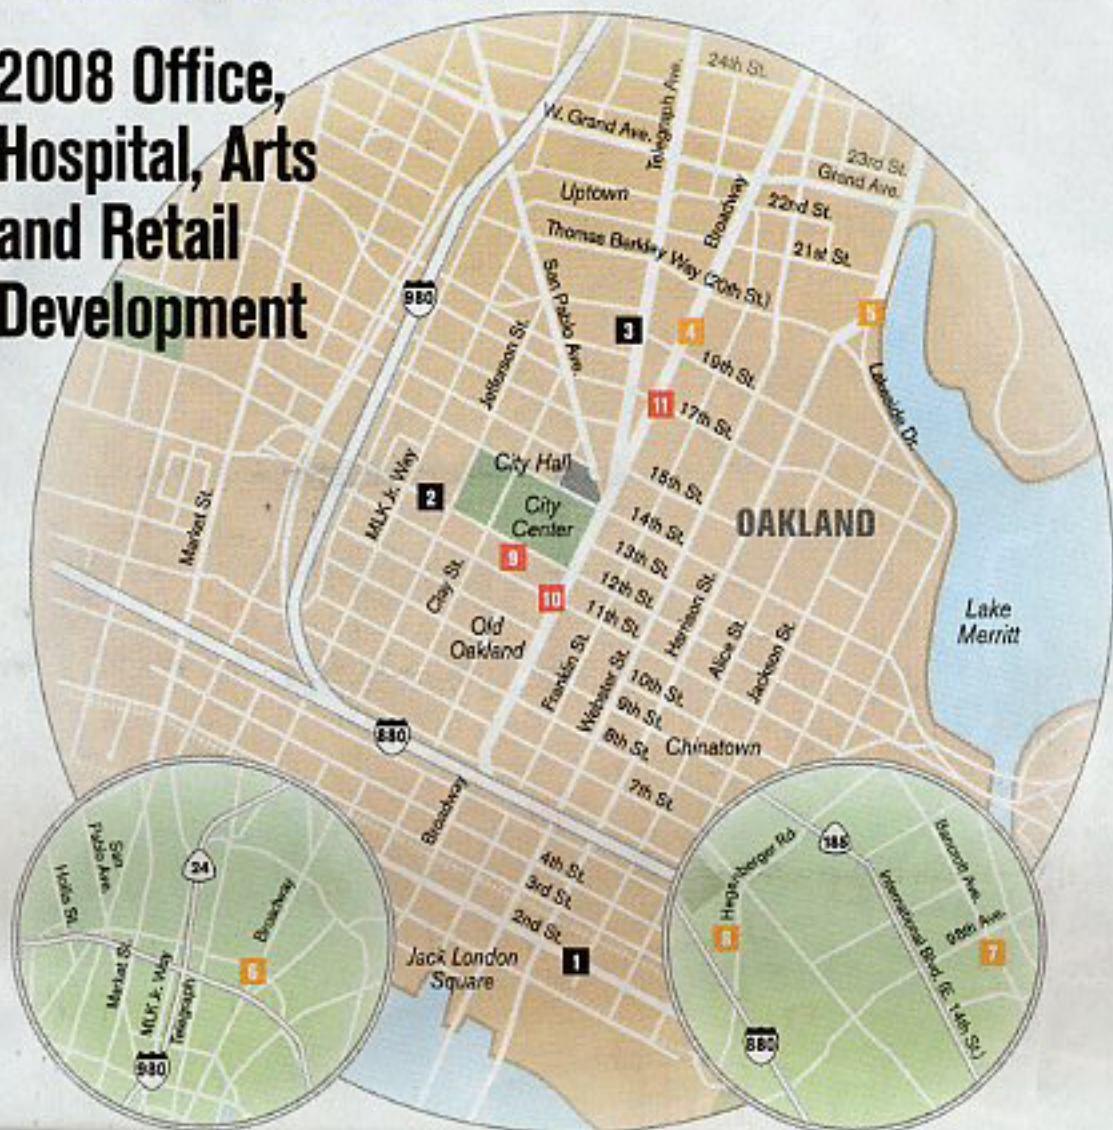 2008 Office,
Hospital, Arts
and Retail
Development
24th St.
W. Grand Ave.
Telegraph Ave.
23rd St.
Grand Ave.
Uptown
Broadway
22nd St.
Thomas Berkley Way (20th St.)
21st St.
San Pablo Ave.
980
5
3
4
Jefferson St.
19th St.
Lakeside Dr.
11
17th St.
City Hall
MLK Jr. Way
2
15th St.
City
Center
14th St.
OAKLAND
Market St.
13th St.
9
12th St.
Clay St.
10
11th St.
Harrison St.
Lake
Merritt
Old
Oakland
Franklin St.
Webster St.
Alice St.
Jackson St.
10th St.
9th St.
8th St.
Chinatown
880
7th St.
Broadway
4th St.
3rd St.
2nd St.
1
Jack London
Square
San
Pablo Ave.
Hollis St.
24
Broadway
Market St.
MLK Jr. Way
Telegraph
6
980
185
Hegenberger Rd
Bancroft Ave.
International Blvd. (E. 14th St.)
98th Ave.
8
7
880